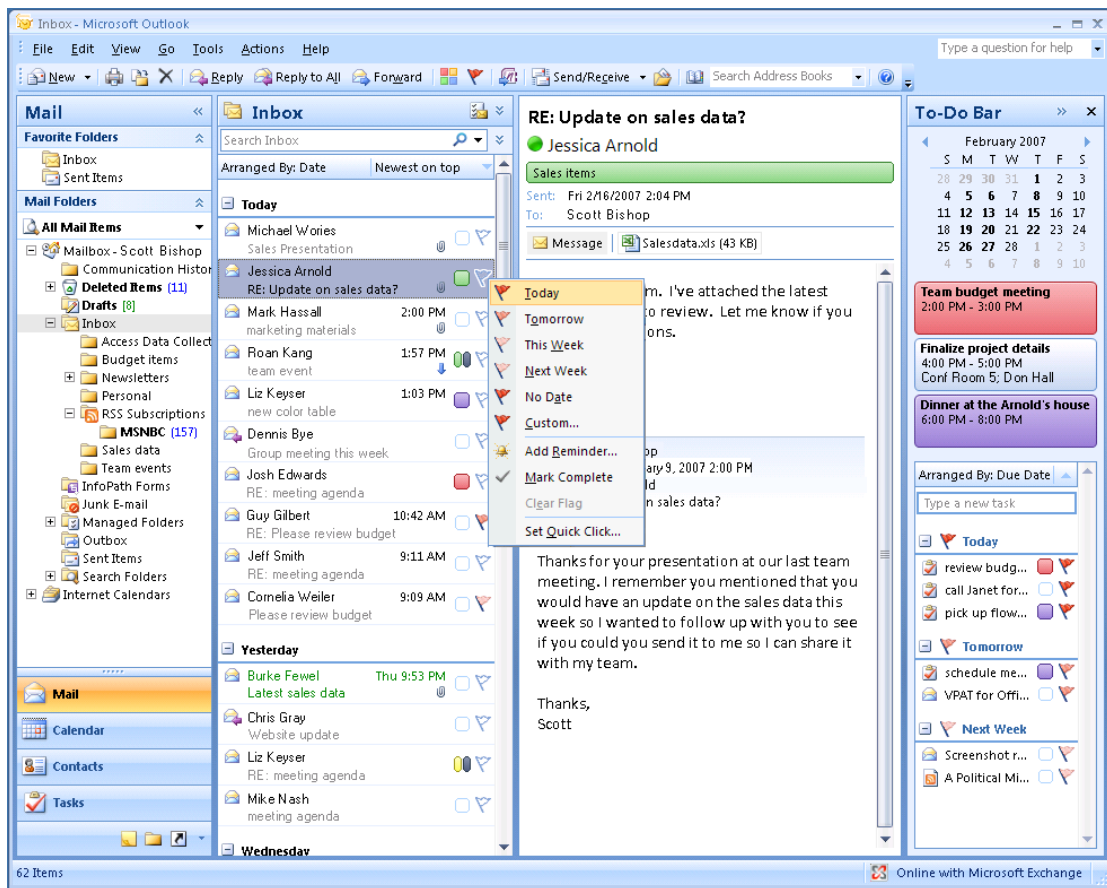 Inbox - Microsoft Outlook
File Edit View Go Tools Actions Help
Type a question for help
New Reply Reply to All Forward Send/Receive Search Address Books
Mail
Favorite Folders
Inbox
Sent Items
Mail Folders
All Mail Items
Mailbox - Scott Bishop
Communication Histor
Deleted Items (11)
Drafts [8]
Inbox
Access Data Collect
Budget items
Newsletters
Personal
RSS Subscriptions
MSNBC (157)
Sales data
Team events
InfoPath Forms
Junk E-mail
Managed Folders
Outbox
Sent Items
Search Folders
Internet Calendars
Mail
Calendar
Contacts
Tasks
Inbox
Search Inbox
Arranged By: Date Newest on top
Today
Michael Wories
Sales Presentation
Jessica Arnold
RE: Update on sales data?
Mark Hassall 2:00 PM
marketing materials
Roan Kang 1:57 PM
team event
Liz Keyser 1:03 PM
new color table
Dennis Bye
Group meeting this week
Josh Edwards
RE: meeting agenda
Guy Gilbert 10:42 AM
RE: Please review budget
Jeff Smith 9:11 AM
RE: meeting agenda
Cornelia Weiler 9:09 AM
Please review budget
Yesterday
Burke Fewel Thu 9:53 PM
Latest sales data
Chris Gray
Website update
Liz Keyser
RE: meeting agenda
Mike Nash
meeting agenda
Wednesday
Today
Tomorrow
This Week
Next Week
No Date
Custom...
Add Reminder...
Mark Complete
Clear Flag
Set Quick Click...
RE: Update on sales data?
Jessica Arnold
Sales items
Sent: Fri 2/16/2007 2:04 PM
To: Scott Bishop
Message Salesdata.xls (43 KB)
m. I've attached the latest
to review. Let me know if you
ons.
op
ary 9, 2007 2:00 PM
ld
n sales data?
Thanks for your presentation at our last team
meeting. I remember you mentioned that you
would have an update on the sales data this
week so I wanted to follow up with you to see
if you could you send it to me so I can share it
with my team.
Thanks,
Scott
To-Do Bar
February 2007
S M T W T F S
28 29 30 31 1 2 3
4 5 6 7 8 9 10
11 12 13 14 15 16 17
18 19 20 21 22 23 24
25 26 27 28 1 2 3
4 5 6 7 8 9 10
Team budget meeting
2:00 PM - 3:00 PM
Finalize project details
4:00 PM - 5:00 PM
Conf Room 5; Don Hall
Dinner at the Arnold's house
6:00 PM - 8:00 PM
Arranged By: Due Date
Type a new task
Today
review budg...
call Janet for...
pick up flow...
Tomorrow
schedule me...
VPAT for Offi...
Next Week
Screenshot r...
A Political Mi...
62 Items
Online with Microsoft Exchange